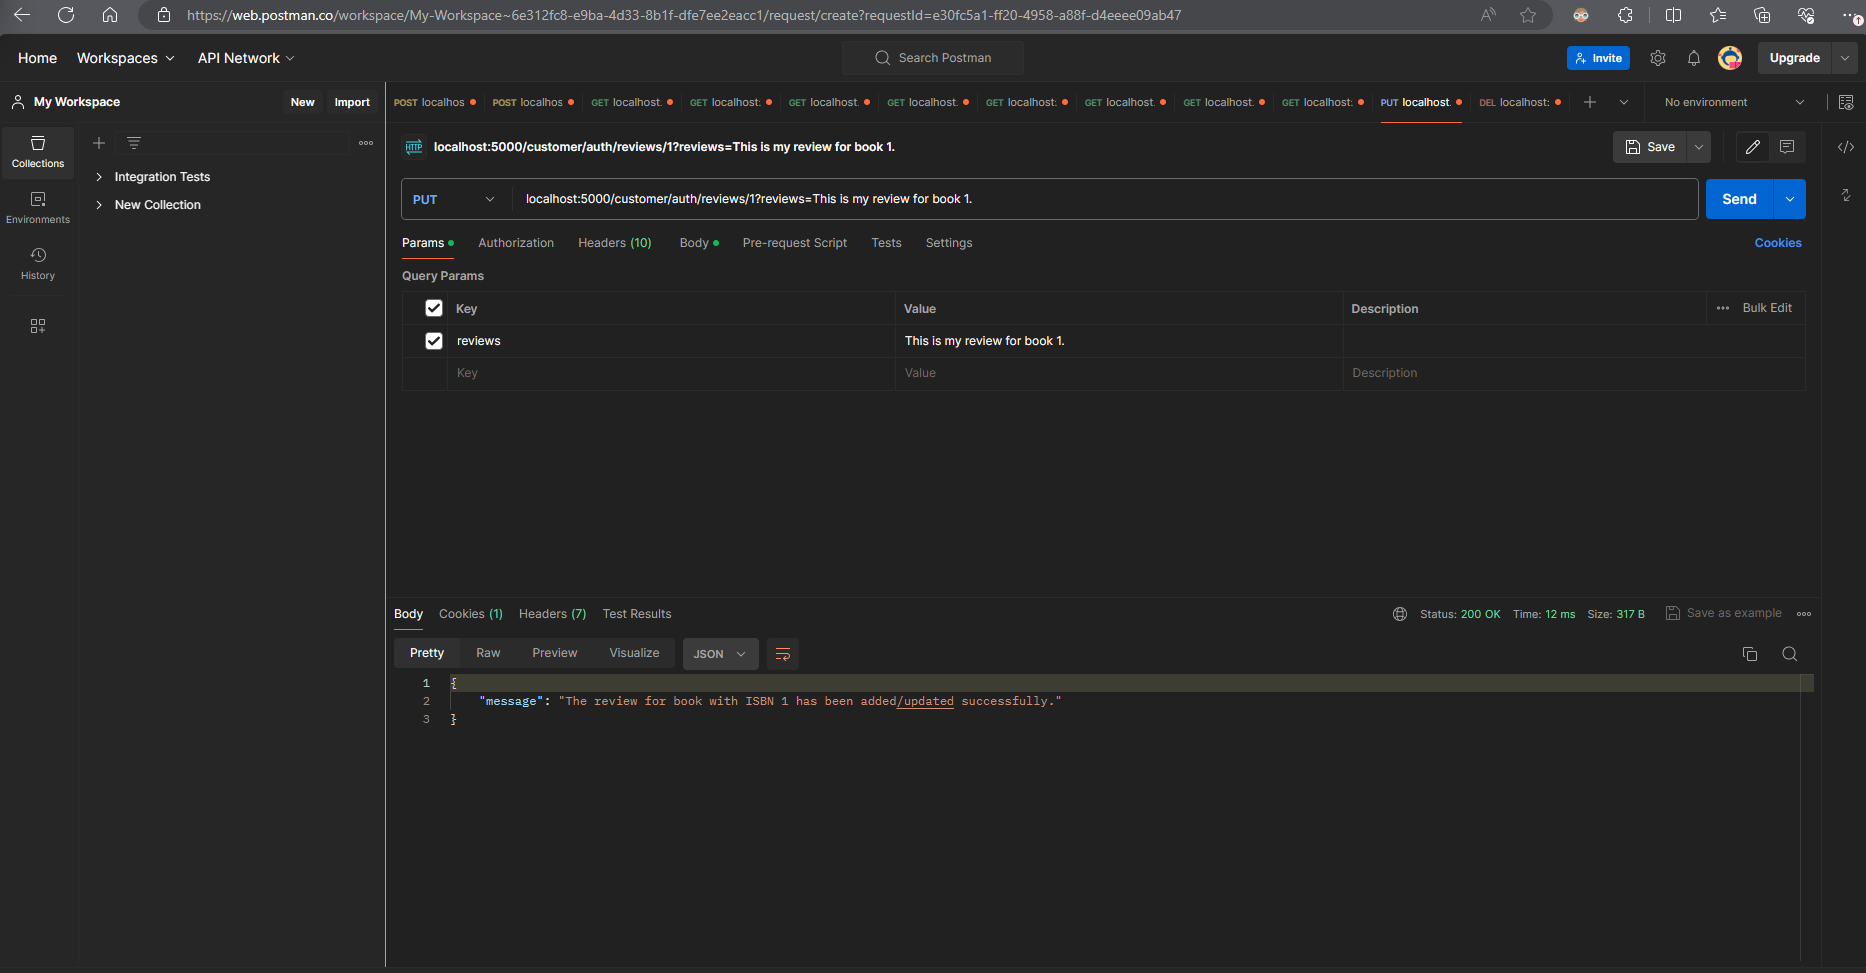 https://web.postman.co/workspace/My-Workspace~6e312fc8-e9ba-4d33-8b1f-dfe7ee2eacc1/request/create?requestId=e30fc5a1-ff20-4958-a88f-d4eeee09ab47
Home Workspaces API Network Search Postman Invite Upgrade
My Workspace New Import POST localhos POST localhos GET localhost. GET localhost: GET localhost. GET localhost. GET localhost: GET localhost. GET localhost. GET localhost: PUT localhost. DEL localhost: No environment
HTTP localhost:5000/customer/auth/reviews/1?reviews=This is my review for book 1. Save
Collections
Integration Tests
New Collection
Environments
History
PUT localhost:5000/customer/auth/reviews/1?reviews=This is my review for book 1. Send
Params Authorization Headers (10) Body Pre-request Script Tests Settings Cookies
Query Params
Key Value Description Bulk Edit
reviews This is my review for book 1.
Key Value Description
Body Cookies (1) Headers (7) Test Results Status: 200 OK Time: 12 ms Size: 317 B Save as example
Pretty Raw Preview Visualize JSON
1 {
2 "message": "The review for book with ISBN 1 has been added/updated successfully."
3 }